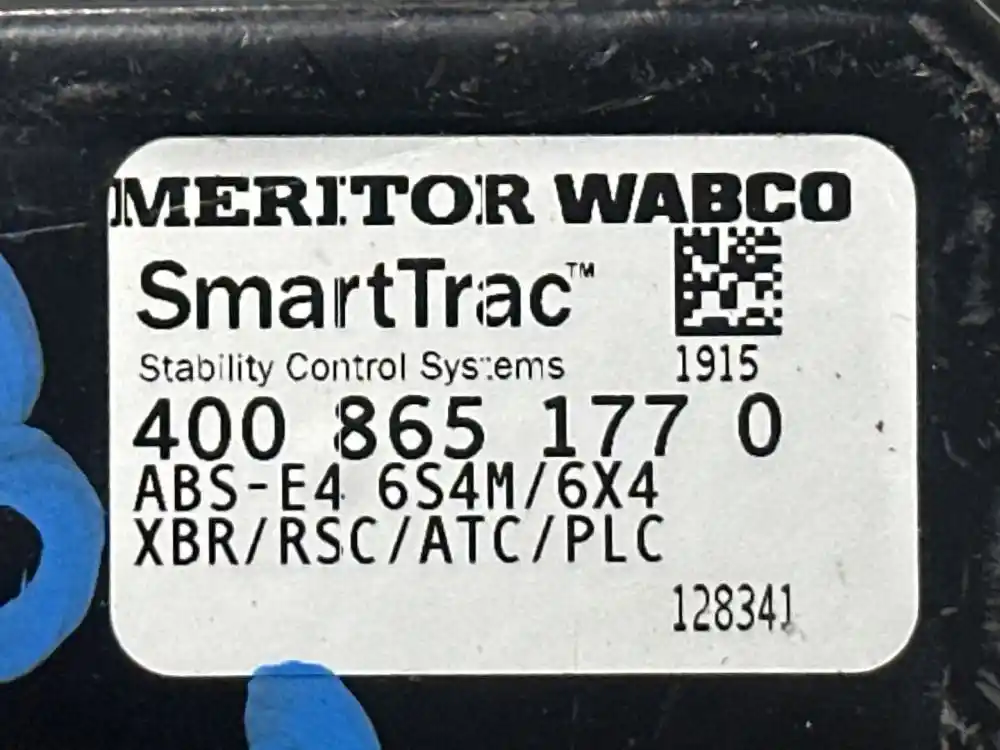 MERITOR WABCO
SmartTrac™
Stability Control Systems
1915
400 865 177 0
ABS-E4 6S4M/6X4
XBR/RSC/ATC/PLC
128341